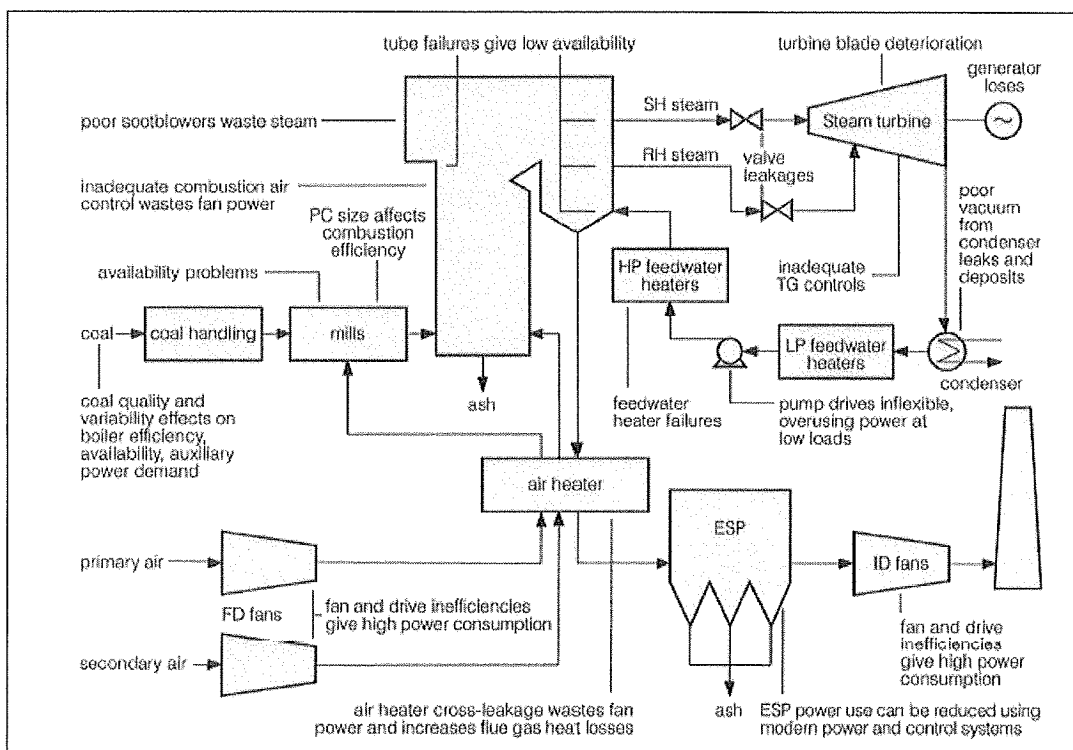 tube failures give low availability
turbine blade deterioration
generator
loses
poor sootblowers waste steam
SH steam
Steam turbine
~
RH steam
valve
leakages
inadequate combustion air
control wastes fan power
PC size affects
combustion
efficiency
poor
vacuum
from
condenser
leaks and
deposits
availability problems
HP feedwater
heaters
inadequate
TG controls
coal
coal handling
mills
LP feedwater
heaters
condenser
ash
coal quality and
variability effects on
boiler efficiency,
availability, auxiliary
power demand
feedwater
heater failures
pump drives inflexible,
overusing power at
low loads
air heater
ESP
primary air
ID fans
FD fans
fan and drive inefficiencies
give high power consumption
fan and drive
inefficiencies
give high power
consumption
secondary air
air heater cross-leakage wastes fan
power and increases flue gas heat losses
ash
ESP power use can be reduced using
modern power and control systems